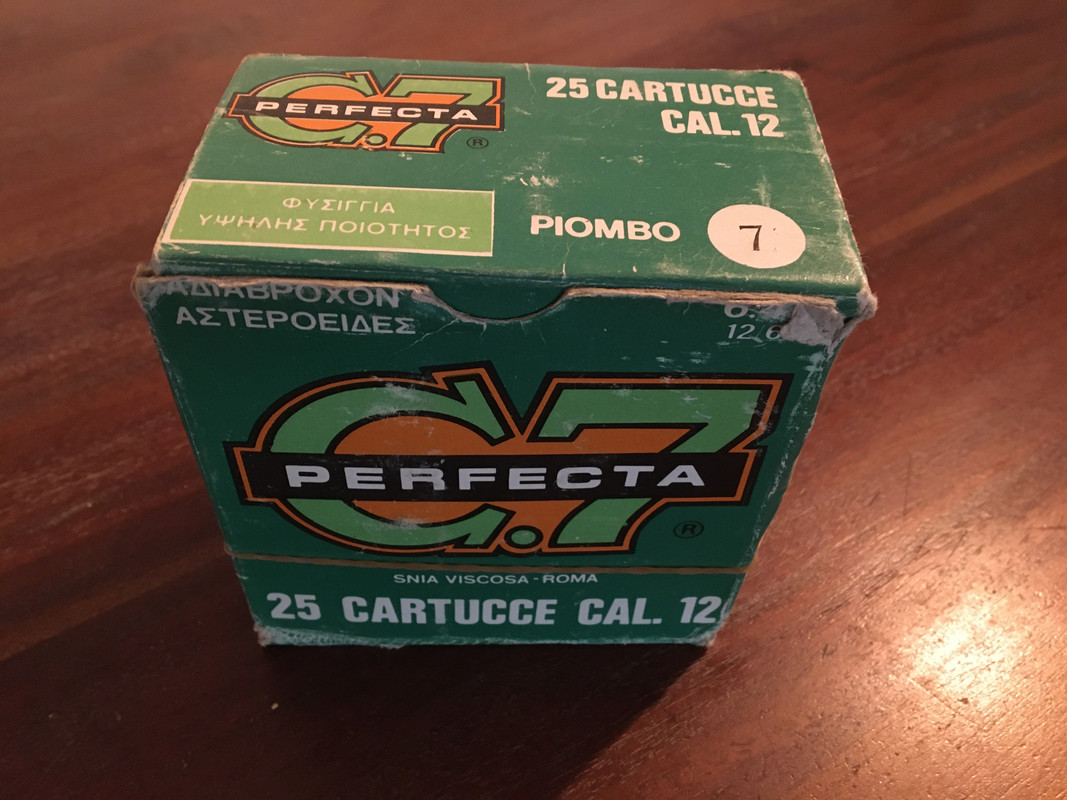 C.7
PERFECTA
®
25 CARTUCCE
CAL. 12
ΦΥΣΙΓΓΙΑ
ΥΨΗΛΗΣ ΠΟΙΟΤΗΤΟΣ
PIOMBO 7
ΑΔΙΑΒΡΟΧΟΝ
ΑΣΤΕΡΟΕΙΔΕΣ
C.7
PERFECTA
®
SNIA VISCOSA - ROMA
25 CARTUCCE CAL. 12